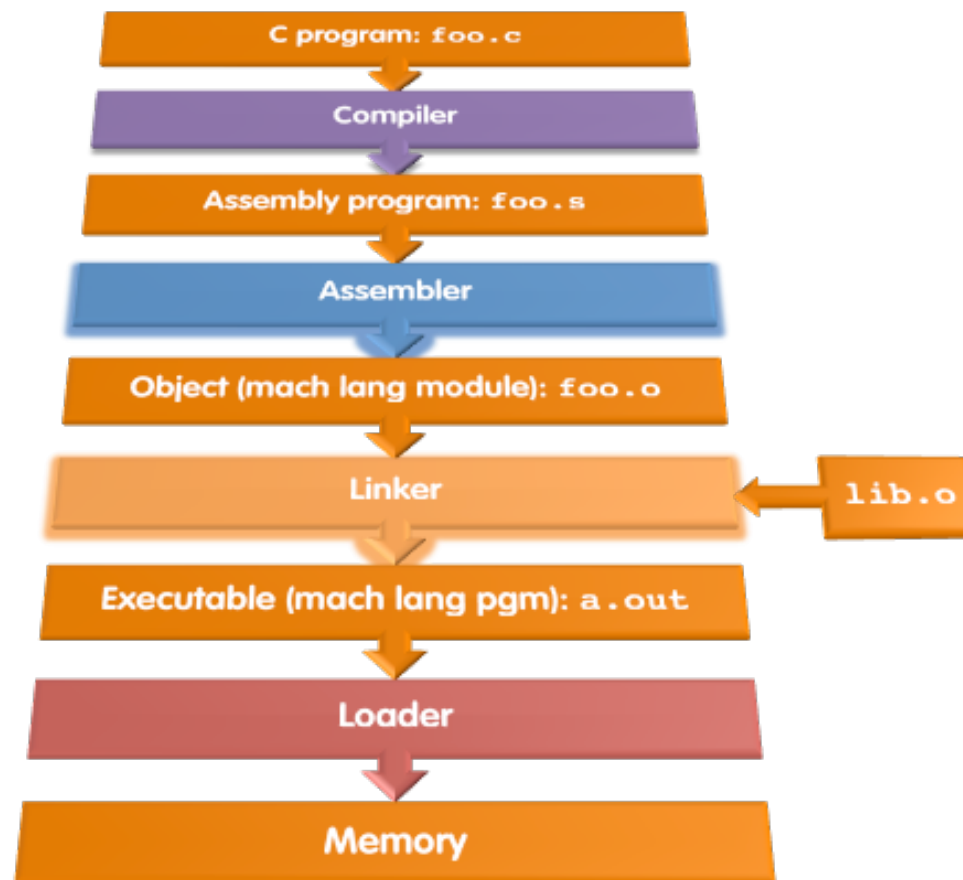 C program: foo.c
Compiler
Assembly program: foo.s
Assembler
Object (mach lang module): foo.o
Linker
lib.o
Executable (mach lang pgm): a.out
Loader
Memory